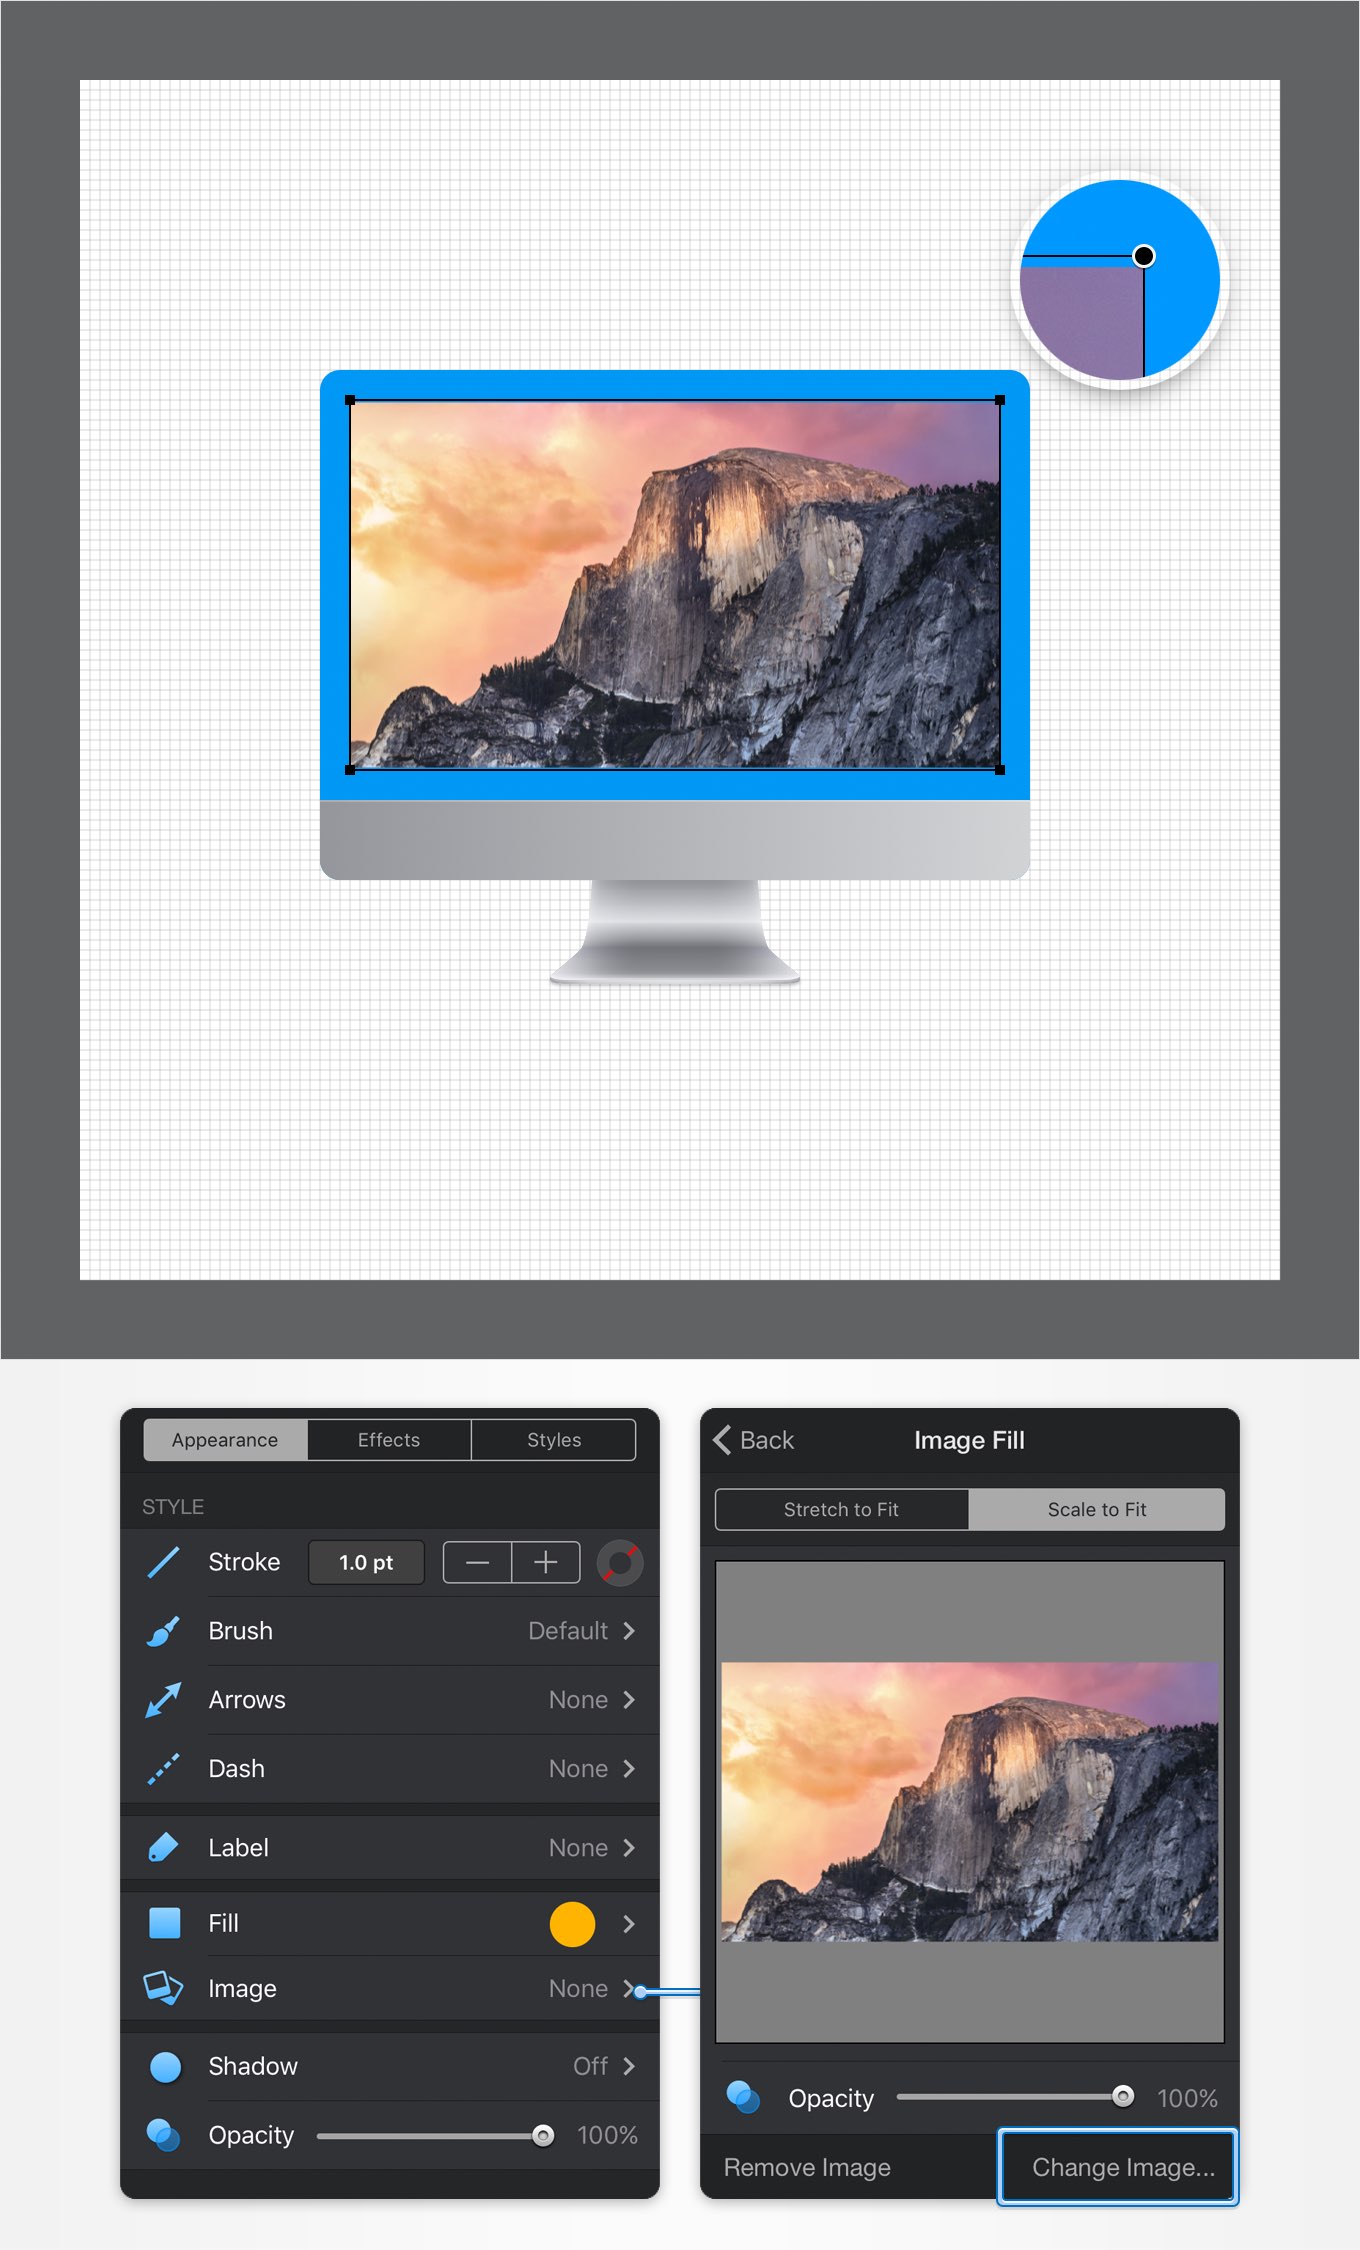 Appearance Effects Styles
STYLE
Stroke 1.0 pt
Brush Default
Arrows None
Dash None
Label None
Fill
Image None
Shadow Off
Opacity 100%
Back Image Fill
Stretch to Fit Scale to Fit
Opacity 100%
Remove Image Change Image...